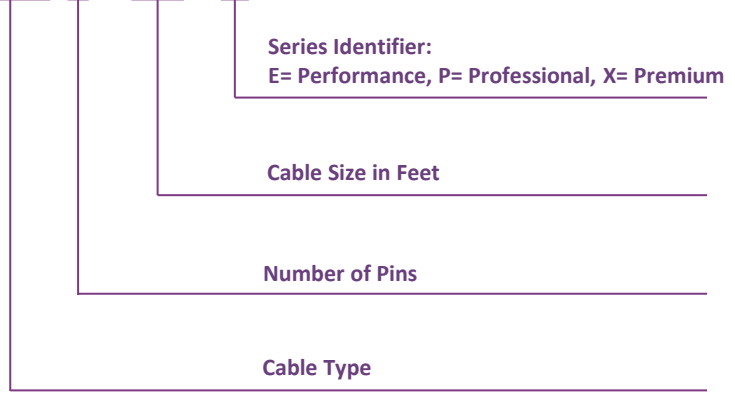 Series Identifier:
E= Performance, P= Professional, X= Premium
Cable Size in Feet
Number of Pins
Cable Type